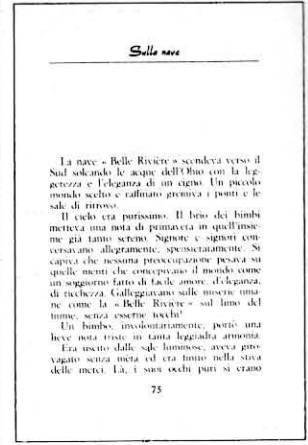 Sulla nave
La nave « Belle Rivière » scendeva verso il
Sud solcando le acque dell'Ohio con la leg-
gerezza e l'eleganza di un cigno. Un piccolo
mondo scelto e raffinato gremiva i ponti e le
sale di ritrovo.
Il cielo era purissimo. Il brio dei bimbi
metteva una nota di primavera in quell'insie-
me già tanto sereno. Signore e signori con-
versavano allegramente, spensieratamente. Si
capiva che nessuna preoccupazione pesava su
quelle menti che concepivano il mondo come
un soggiorno fatto di facile amore, d'eleganza,
di ricchezza. Galleggiavano sulle miserie uma-
ne come la « Belle Rivière » sul limo del
fiume, senza esserne tocchi!
Un bimbo, involontariamente, portò una
lieve nota triste in tanta leggiadra armonia.
Era uscito dalle sale luminose, aveva giro-
vagato senza mèta ed era finito nella stiva
delle merci. Là, i suoi occhi puri si erano
75